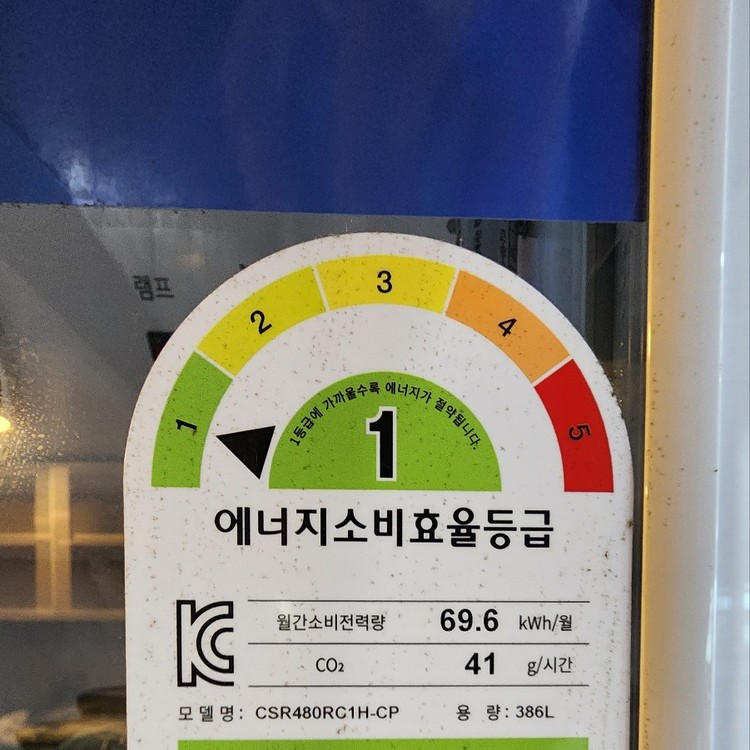 램프
1 2 3 4 5
1등급에 가까울수록 에너지가 절약됩니다.
1
에너지소비효율등급
KC
월간소비전력량 69.6 kWh/월
CO₂ 41 g/시간
모델명: CSR480RC1H-CP 용 량: 386L